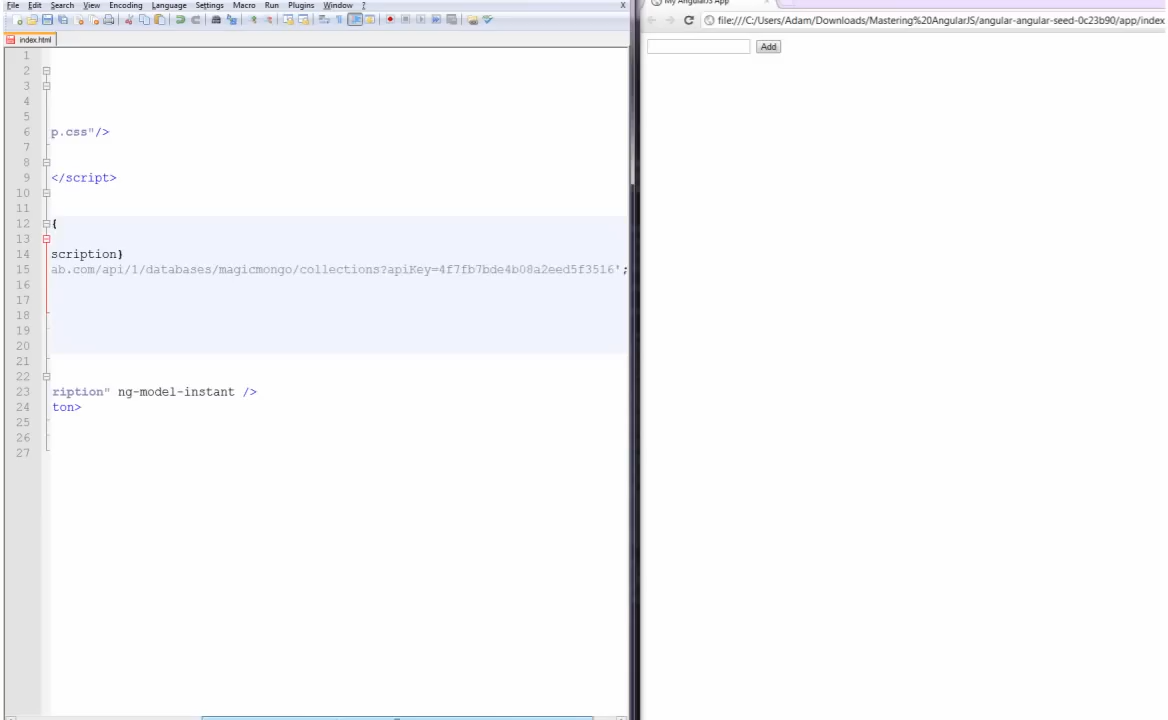 File Edit Search View Encoding Language Settings Macro Run Plugins Window ? X
index.html
My AngularJS App ×
file:///C:/Users/Adam/Downloads/Mastering%20AngularJS/angular-angular-seed-0c23b90/app/index
Add
1
2
3
4
5
6 p.css"/>
7
8
9 </script>
10
11
12 {
13
14 scription}
15 ab.com/api/1/databases/magicmongo/collections?apiKey=4f7fb7bde4b08a2eed5f3516';
16
17
18
19
20
21
22
23 ription" ng-model-instant />
24 ton>
25
26
27